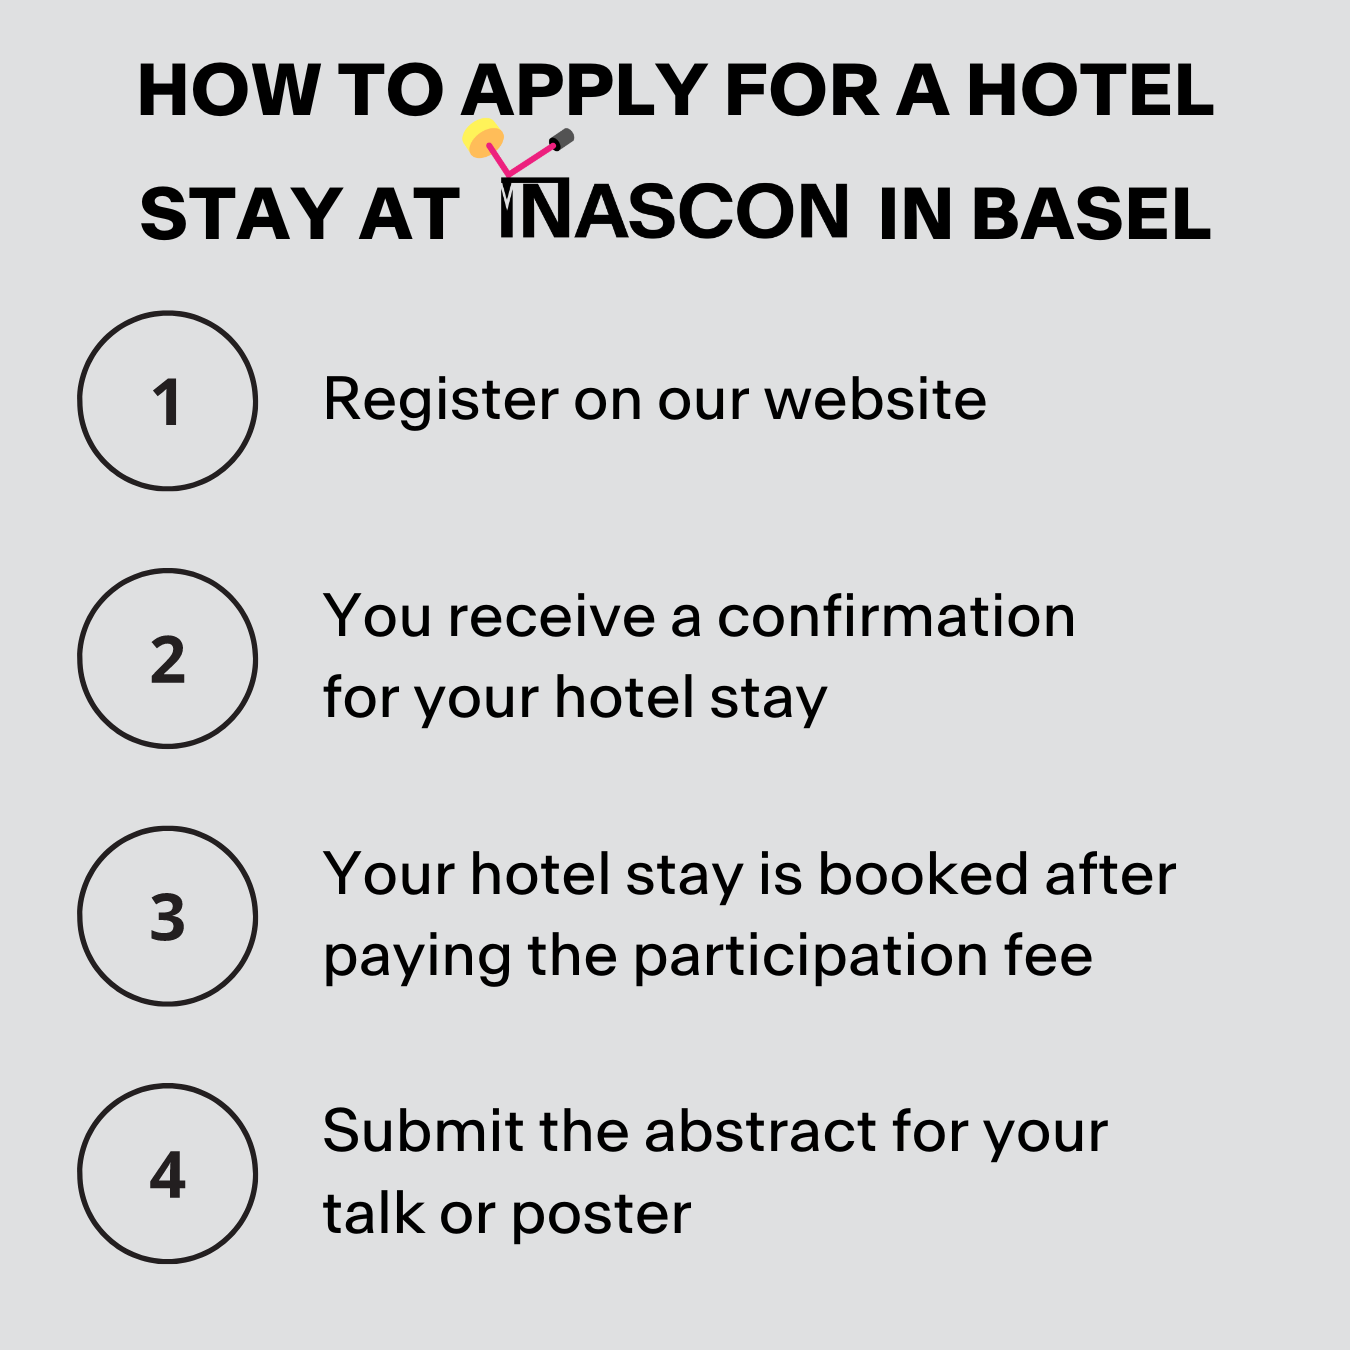 HOW TO APPLY FOR A HOTEL
STAY AT INASCON IN BASEL
1
Register on our website
2
You receive a confirmation
for your hotel stay
3
Your hotel stay is booked after
paying the participation fee
4
Submit the abstract for your
talk or poster